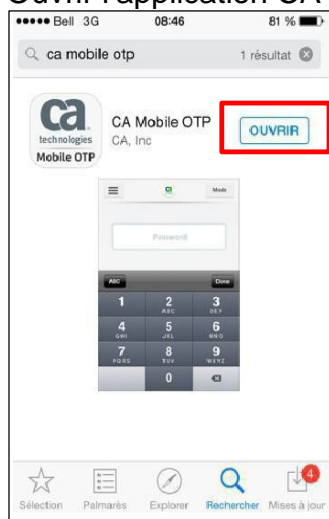 Ouvrir l'application CA
Bell 3G 08:46 81 %
ca mobile otp 1 résultat
ca
technologies
Mobile OTP
CA Mobile OTP
CA, Inc
OUVRIR
Mode
Password
ABC Done
1 2 3
ABC DEF
4 5 6
GHI JKL MNO
7 8 9
PQRS TUV WXYZ
0
4
Sélection Palmarès Explorer Rechercher Mises à jour